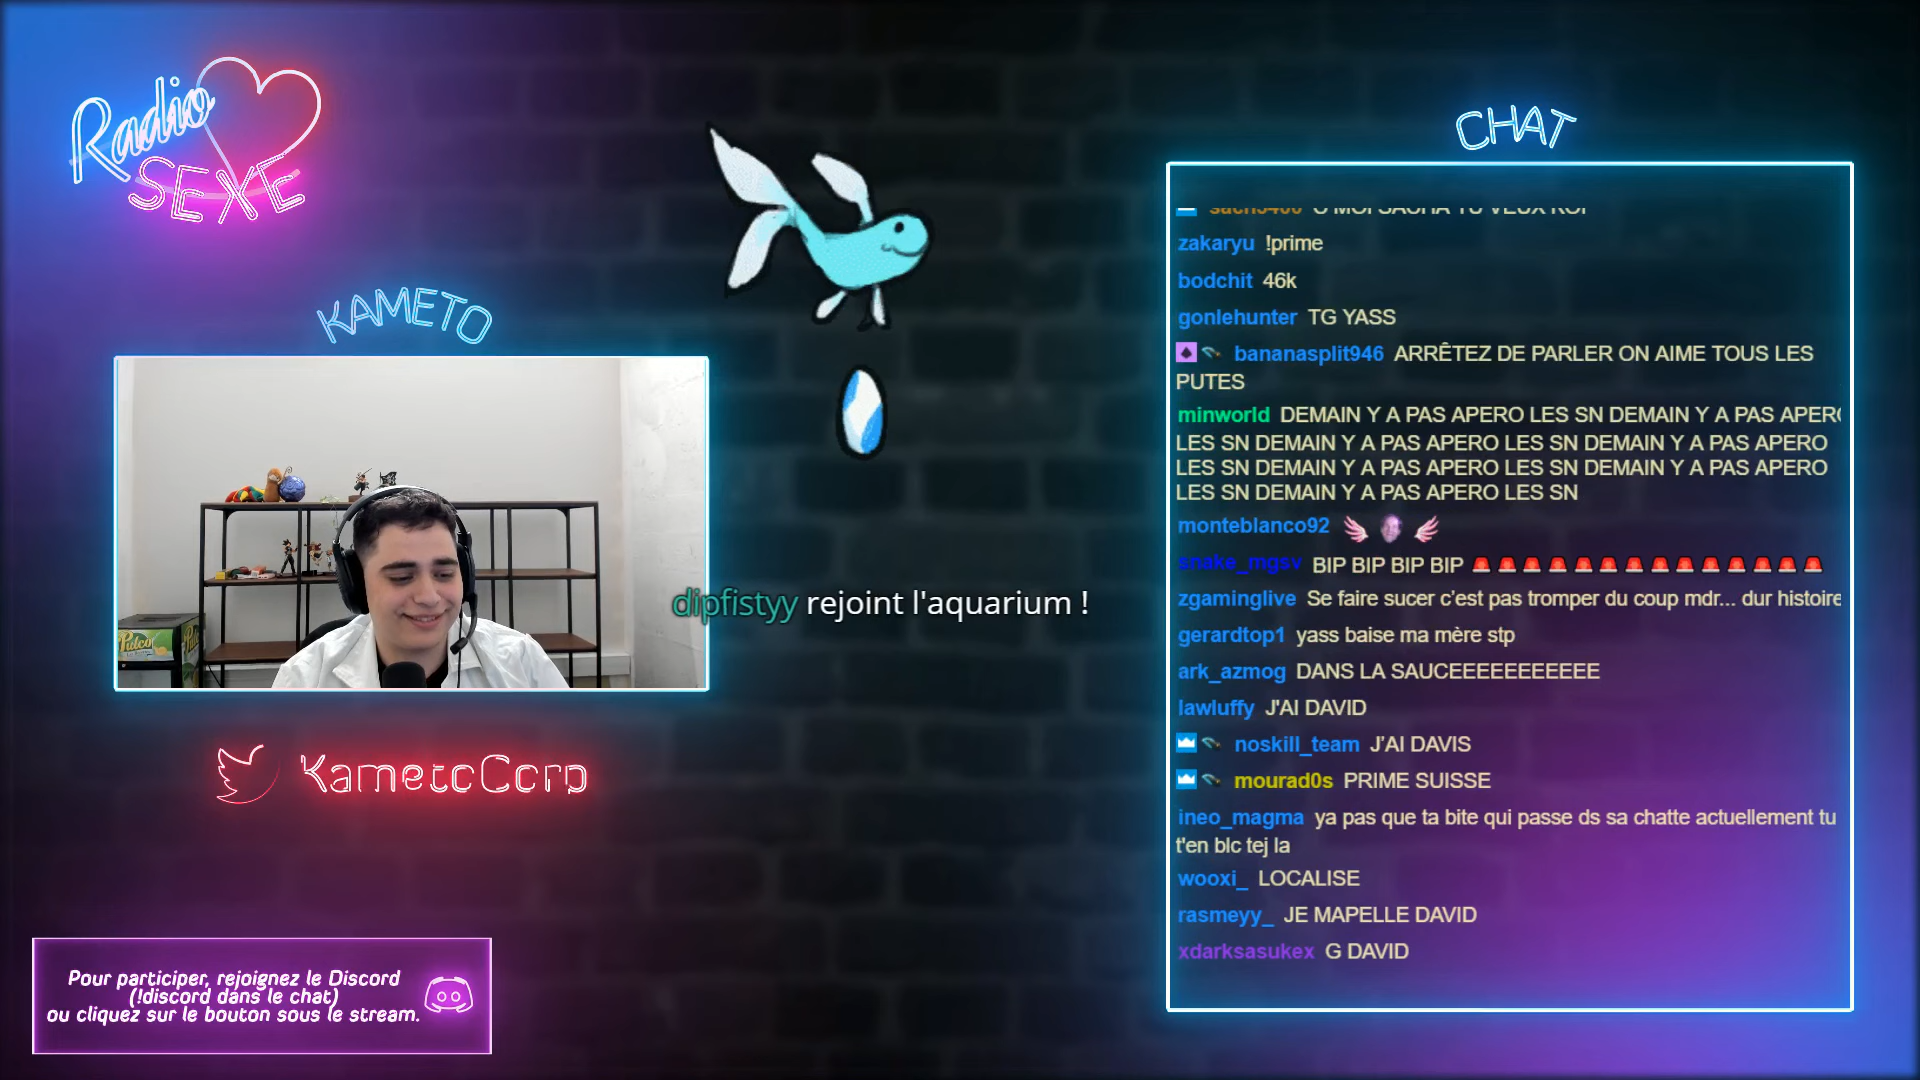 Radio
SEXE
KAMETO
Pulco
KametoCorp
Pour participer, rejoignez le Discord
(!discord dans le chat)
ou cliquez sur le bouton sous le stream.
dipfistyy rejoint l'aquarium !
CHAT
zakaryu !prime
bodchit 46k
gonlehunter TG YASS
bananasplit946 ARRÊTEZ DE PARLER ON AIME TOUS LES
PUTES
minworld DEMAIN Y A PAS APERO LES SN DEMAIN Y A PAS APERO
LES SN DEMAIN Y A PAS APERO LES SN DEMAIN Y A PAS APERO
LES SN DEMAIN Y A PAS APERO LES SN DEMAIN Y A PAS APERO
LES SN DEMAIN Y A PAS APERO LES SN
monteblanco92
snake_mgsv BIP BIP BIP BIP 🚨🚨🚨🚨🚨🚨🚨🚨🚨🚨🚨🚨🚨🚨
zgaminglive Se faire sucer c’est pas tromper du coup mdr... dur histoire
gerardtop1 yass baise ma mère stp
ark_azmog DANS LA SAUCEEEEEEEEEEE
lawluffy J'AI DAVID
noskill_team J’AI DAVIS
mourad0s PRIME SUISSE
ineo_magma ya pas que ta bite qui passe ds sa chatte actuellement tu
t'en blc tej la
wooxi_ LOCALISE
rasmeyy_ JE MAPELLE DAVID
xdarksasukex G DAVID